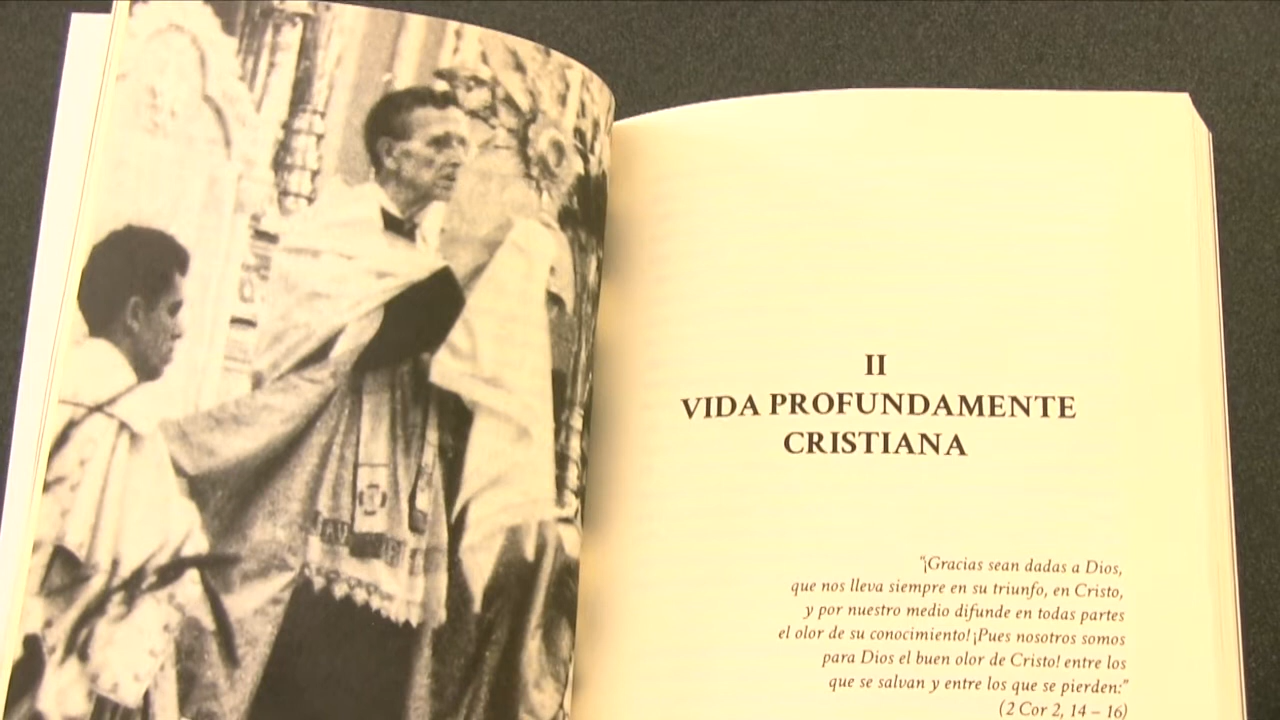 II
VIDA PROFUNDAMENTE
CRISTIANA
"¡Gracias sean dadas a Dios,
que nos lleva siempre en su triunfo, en Cristo,
y por nuestro medio difunde en todas partes
el olor de su conocimiento! ¡Pues nosotros somos
para Dios el buen olor de Cristo! entre los
que se salvan y entre los que se pierden:"
(2 Cor 2, 14 – 16)